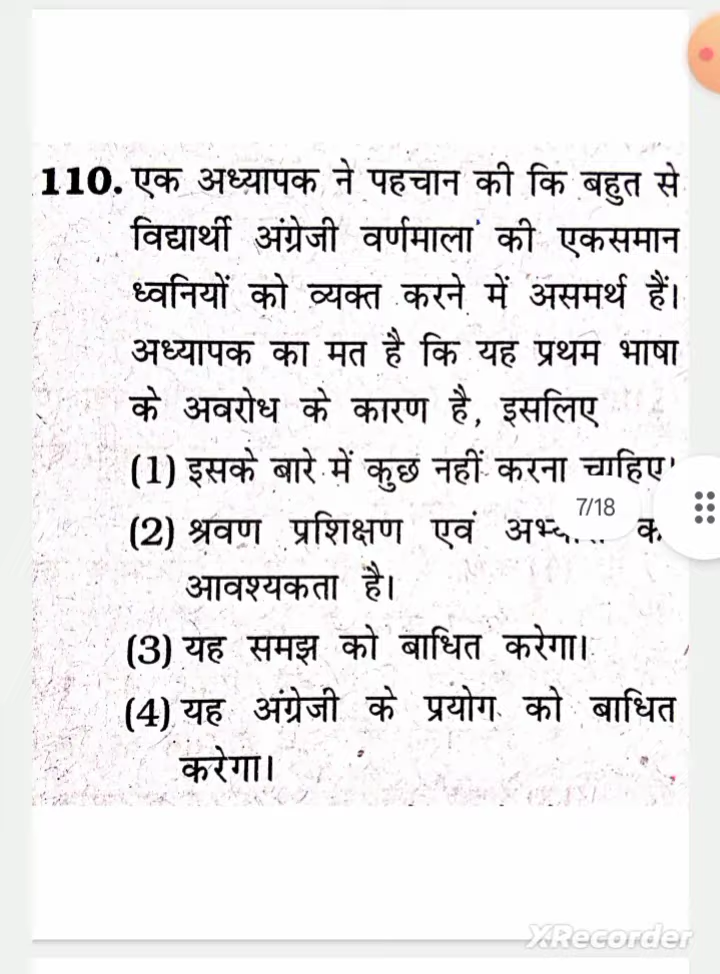 110. एक अध्यापक ने पहचान की कि बहुत से
विद्यार्थी अंग्रेजी वर्णमाला की एकसमान
ध्वनियों को व्यक्त करने में असमर्थ हैं।
अध्यापक का मत है कि यह प्रथम भाषा
के अवरोध के कारण है, इसलिए
(1) इसके बारे में कुछ नहीं करना चाहिए।
7/18
(2) श्रवण प्रशिक्षण एवं
आवश्यकता है।
(3) यह समझ को बाधित करेगा।
(4) यह अंग्रेजी के प्रयोग को बाधित
करेगा।
XRecorder